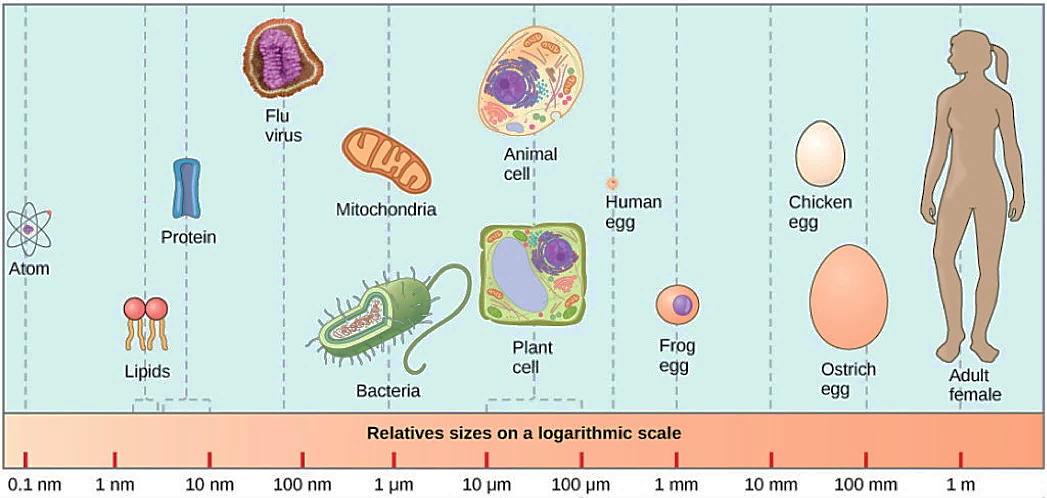 Flu
virus
Animal
cell
Mitochondria
Human
egg
Chicken
egg
Protein
Atom
Lipids
Bacteria
Plant
cell
Frog
egg
Ostrich
egg
Adult
female
Relatives sizes on a logarithmic scale
0.1 nm 1 nm 10 nm 100 nm 1 μm 10 μm 100 μm 1 mm 10 mm 100 mm 1 m